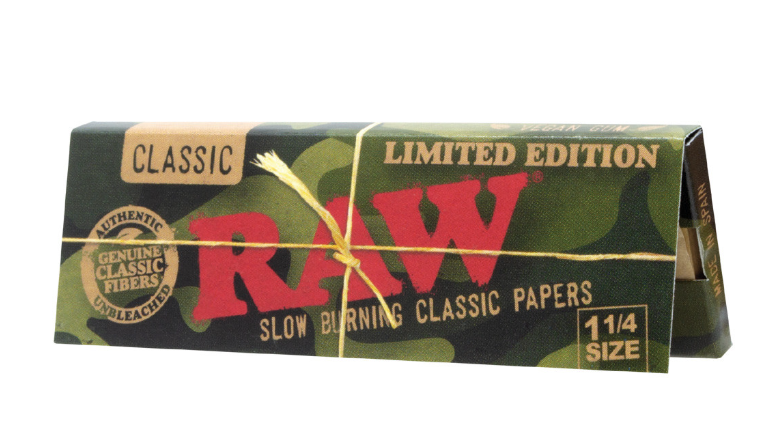 VEGAN GUM
CLASSIC
LIMITED EDITION
RAW®
AUTHENTIC
GENUINE
CLASSIC
FIBERS
UNBLEACHED
SLOW BURNING CLASSIC PAPERS
1 1/4
SIZE
MADE IN SPAIN